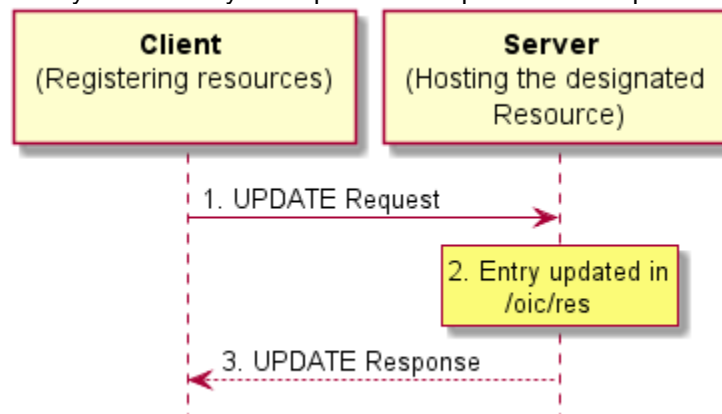 Client
(Registering resources)
Server
(Hosting the designated
Resource)
1. UPDATE Request
2. Entry updated in
/oic/res
3. UPDATE Response